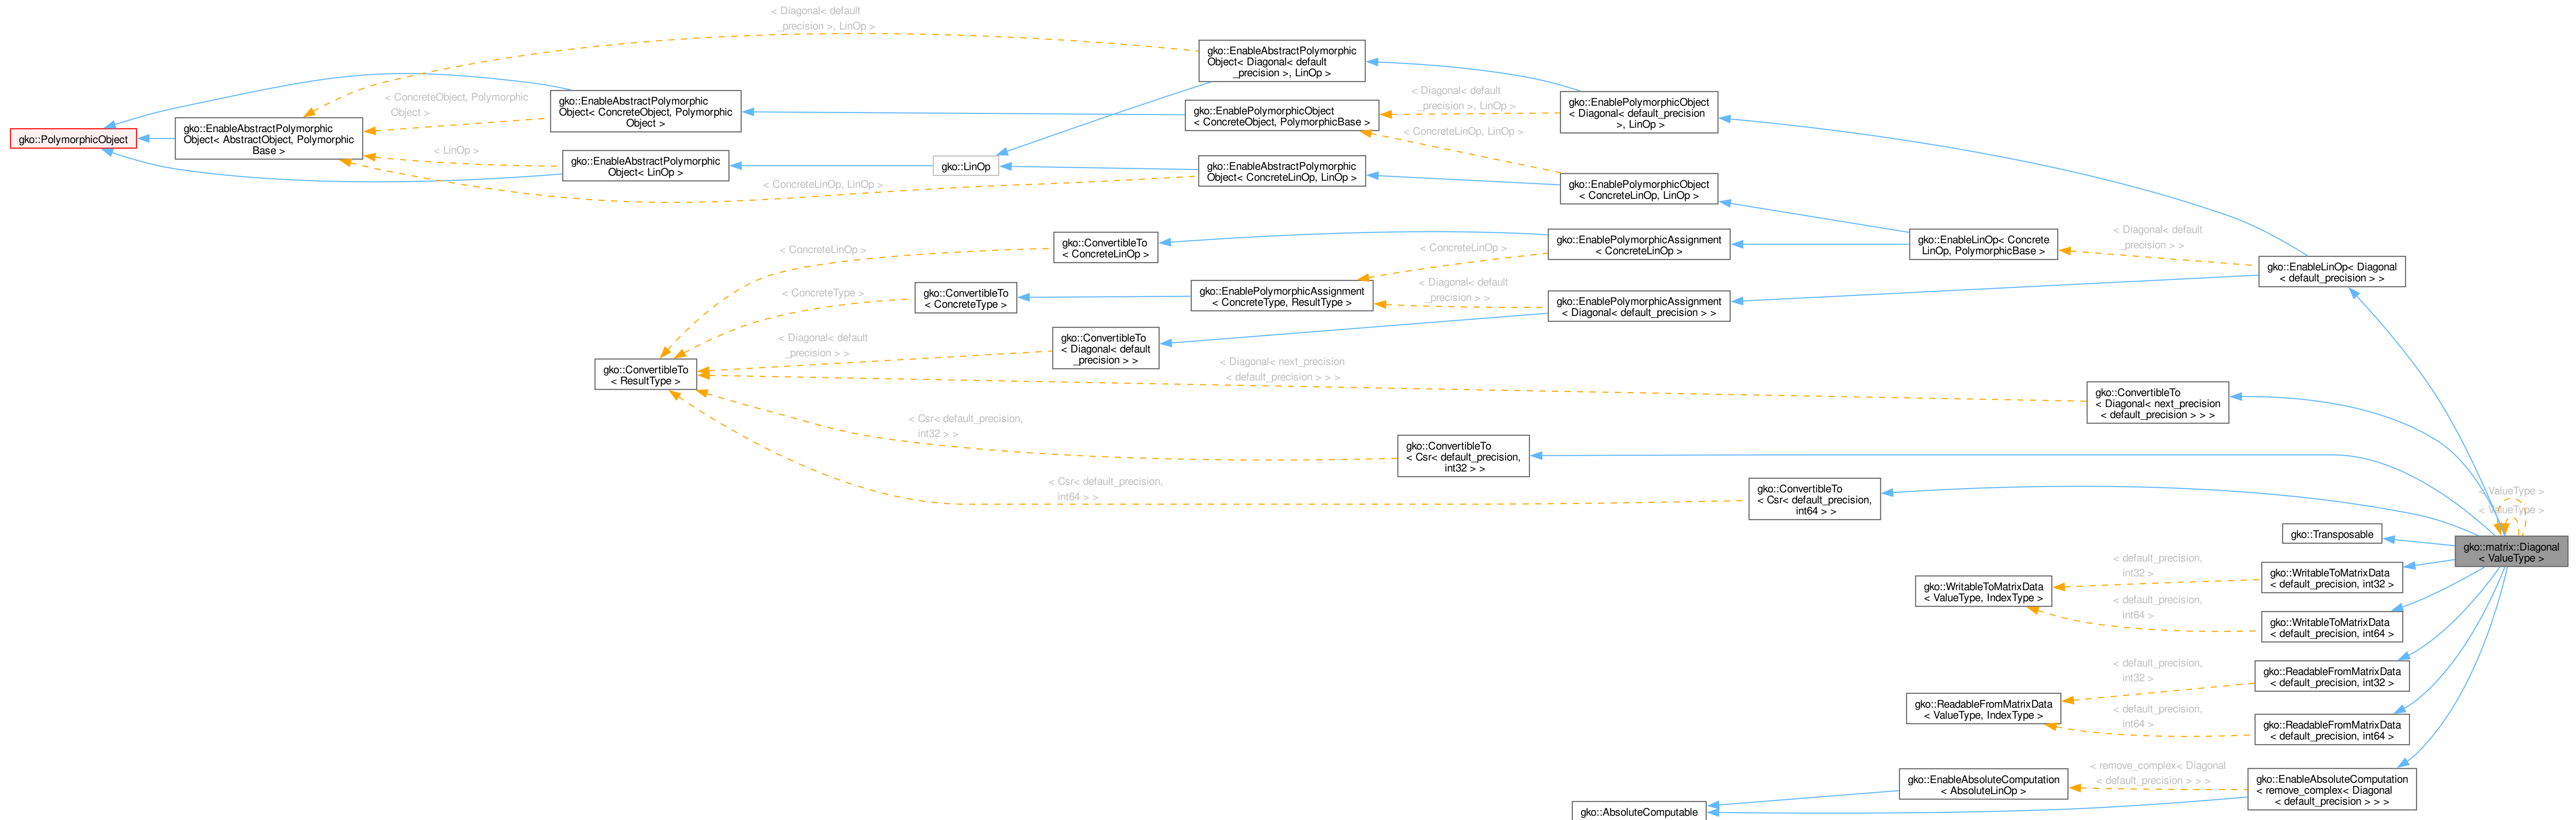 < Diagonal< default
_precision >, LinOp >
gko::EnableAbstractPolymorphic
Object< Diagonal< default
_precision >, LinOp >
< ConcreteObject, Polymorphic
Object >
gko::EnableAbstractPolymorphic
Object< ConcreteObject, Polymorphic
Object >
< Diagonal< default
_precision >, LinOp >
gko::EnablePolymorphicObject
< ConcreteObject, PolymorphicBase >
gko::EnablePolymorphicObject
< Diagonal< default_precision
>, LinOp >
gko::PolymorphicObject
gko::EnableAbstractPolymorphic
Object< AbstractObject, Polymorphic
Base >
< LinOp >
gko::EnableAbstractPolymorphic
Object< LinOp >
gko::LinOp
< ConcreteLinOp, LinOp >
gko::EnableAbstractPolymorphic
Object< ConcreteLinOp, LinOp >
< ConcreteLinOp, LinOp >
gko::EnablePolymorphicObject
< ConcreteLinOp, LinOp >
< ConcreteLinOp >
gko::ConvertibleTo
< ConcreteLinOp >
< ConcreteLinOp >
gko::EnablePolymorphicAssignment
< ConcreteLinOp >
gko::EnableLinOp< Concrete
LinOp, PolymorphicBase >
< Diagonal< default
_precision > >
gko::EnableLinOp< Diagonal
< default_precision > >
< ConcreteType >
gko::ConvertibleTo
< ConcreteType >
gko::EnablePolymorphicAssignment
< ConcreteType, ResultType >
< Diagonal< default
_precision > >
gko::EnablePolymorphicAssignment
< Diagonal< default_precision > >
< Diagonal< default
_precision > >
gko::ConvertibleTo
< Diagonal< default
_precision > >
gko::ConvertibleTo
< ResultType >
< Diagonal< next_precision
< default_precision > > >
gko::ConvertibleTo
< Diagonal< next_precision
< default_precision > > >
< Csr< default_precision,
int32 > >
gko::ConvertibleTo
< Csr< default_precision,
int32 > >
< Csr< default_precision,
int64 > >
gko::ConvertibleTo
< Csr< default_precision,
int64 > >
< ValueType >
< ValueType >
gko::Transposable
gko::matrix::Diagonal
< ValueType >
gko::WritableToMatrixData
< ValueType, IndexType >
< default_precision,
int32 >
gko::WritableToMatrixData
< default_precision, int32 >
< default_precision,
int64 >
gko::WritableToMatrixData
< default_precision, int64 >
< default_precision,
int32 >
gko::ReadableFromMatrixData
< default_precision, int32 >
gko::ReadableFromMatrixData
< ValueType, IndexType >
< default_precision,
int64 >
gko::ReadableFromMatrixData
< default_precision, int64 >
< remove_complex< Diagonal
< default_precision > > >
gko::EnableAbsoluteComputation
< AbsoluteLinOp >
gko::EnableAbsoluteComputation
< remove_complex< Diagonal
< default_precision > > >
gko::AbsoluteComputable